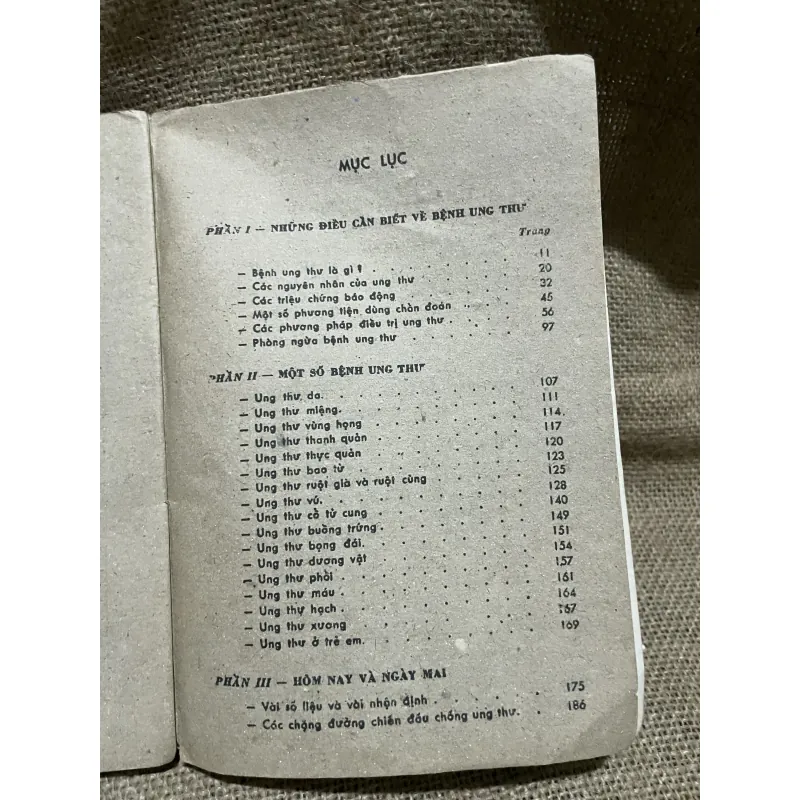 MỤC LỤC
PHẦN I — NHỮNG ĐIỀU CẦN BIẾT VỀ BỆNH UNG THƯ
Trang
— Bệnh ung thư là gì ? . . . . . . . . . 11
— Các nguyên nhân của ung thư . . . . . . 20
— Các triệu chứng báo động . . . . . . 32
— Một số phương tiện dùng chẩn đoán . . . . . 45
— Các phương pháp điều trị ung thư . . . . . 56
— Phòng ngừa bệnh ung thư . . . . . . 97
PHẦN II — MỘT SỐ BỆNH UNG THƯ
— Ung thư da. . . . . . . . . . 107
— Ung thư miệng. . . . . . . . . 111
— Ung thư vùng họng . . . . . . . . 114
— Ung thư thanh quản . . . . . . . . 117
— Ung thư thực quản . . . . . . . . 120
— Ung thư bao tử . . . . . . . . 123
— Ung thư ruột già và ruột cùng . . . . . . 125
— Ung thư vú. . . . . . . . . . 128
— Ung thư cổ tử cung . . . . . . . . 140
— Ung thư buồng trứng . . . . . . . . 149
— Ung thư bọng đái. . . . . . . . . 151
— Ung thư dương vật . . . . . . . . 154
— Ung thư phổi . . . . . . . . . 157
— Ung thư máu . . . . . . . . . 161
— Ung thự hạch . . . . . . . . . 164
— Ung thư xương . . . . . . . . . 167
— Ung thư ở trẻ em. . . . . . . . . 169
PHẦN III — HÔM NAY VÀ NGÀY MAI
— Vài số liệu và vài nhận định . . . . . . 175
— Các chặng đường chiến đấu chống ung thư. . 186